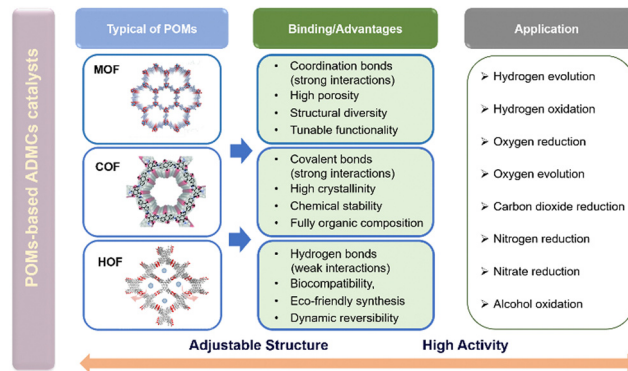 POMs-based ADMCs catalysts
Typical of POMs
MOF
COF
HOF
Binding/Advantages
• Coordination bonds
(strong interactions)
• High porosity
• Structural diversity
• Tunable functionality
• Covalent bonds
(strong interactions)
• High crystallinity
• Chemical stability
• Fully organic composition
• Hydrogen bonds
(weak interactions)
• Biocompatibility,
• Eco-friendly synthesis
• Dynamic reversibility
Application
➢ Hydrogen evolution
➢ Hydrogen oxidation
➢ Oxygen reduction
➢ Oxygen evolution
➢ Carbon dioxide reduction
➢ Nitrogen reduction
➢ Nitrate reduction
➢ Alcohol oxidation
Adjustable Structure
High Activity